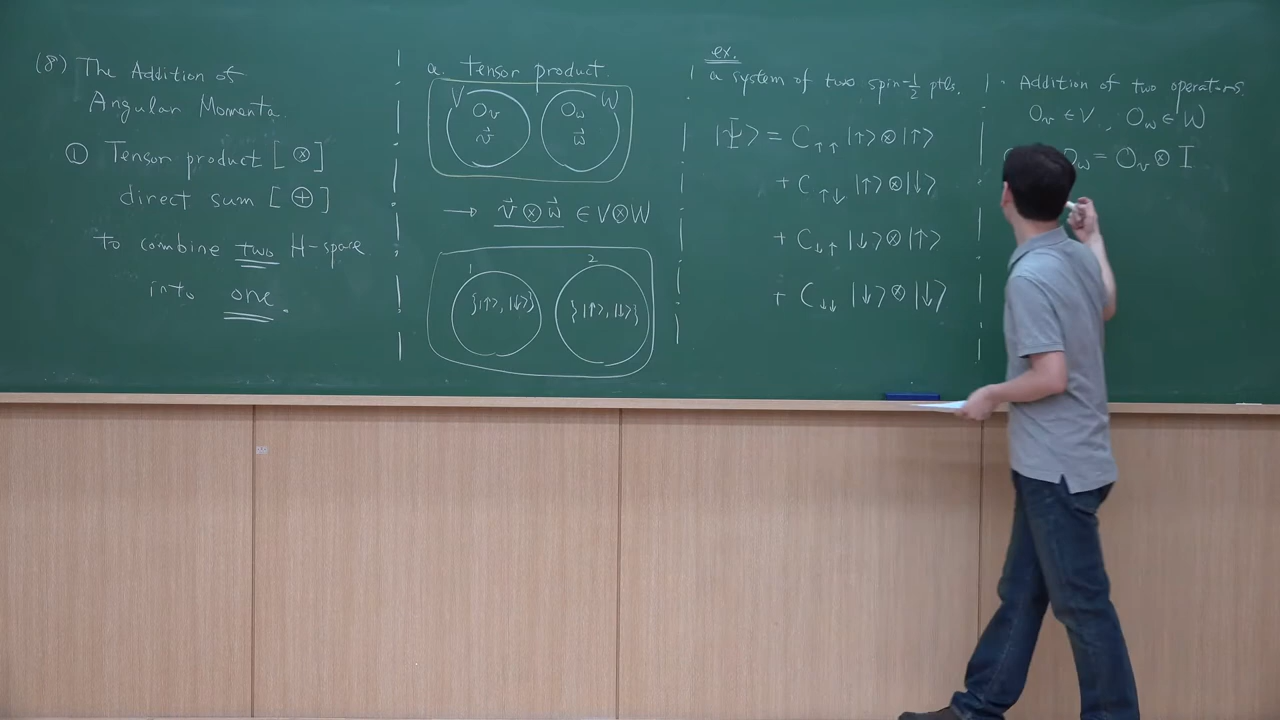 (8) The Addition of
Angular Momenta.
① Tensor product [⊗]
direct sum [⊕]
to combine two H-space
into one.
a. tensor product.
V O_v v⃗
W O_w w⃗
→ v⃗ ⊗ w⃗ ∈ V⊗W
1 {|↑>, |↓>}
2 {|↑>, |↓>}
ex.
a system of two spin-½ ptls.
|Ψ> = C↑↑ |↑>⊗|↑>
+ C↑↓ |↑>⊗|↓>
+ C↓↑ |↓>⊗|↑>
+ C↓↓ |↓>⊗|↓>
· Addition of two operators.
O_v ∈ V, O_w ∈ W
O_w = O_v ⊗ I